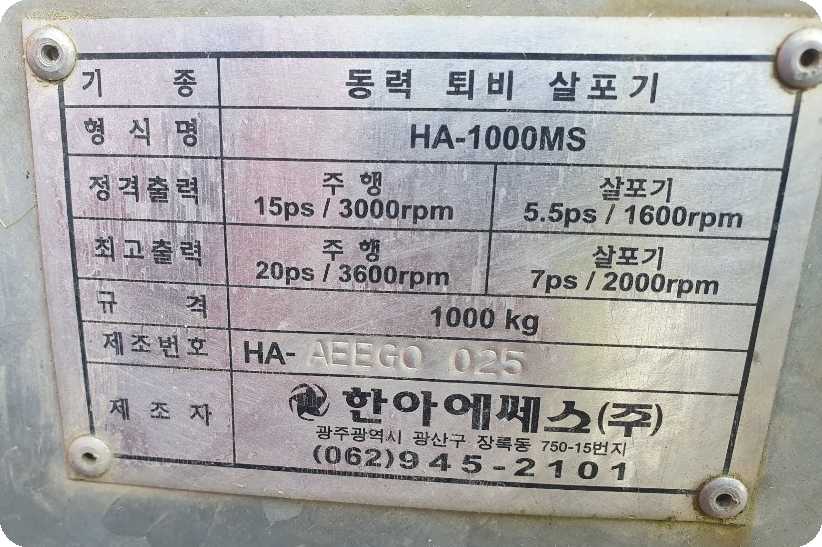 기 종 동력 퇴비 살포기
형식명 HA-1000MS
정격출력 주행 살포기
15ps / 3000rpm 5.5ps / 1600rpm
최고출력 주행 살포기
20ps / 3600rpm 7ps / 2000rpm
규 격 1000 kg
제조번호 HA- AEEGO 025
제조자 한아에쎄스(주)
광주광역시 광산구 장록동 750-15번지
(062)945-2101